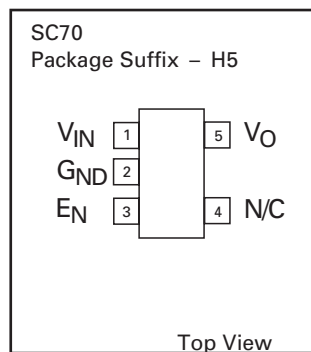 SC70
Package Suffix – H5
VIN 1 5 VO
GND 2
EN 3 4 N/C
Top View